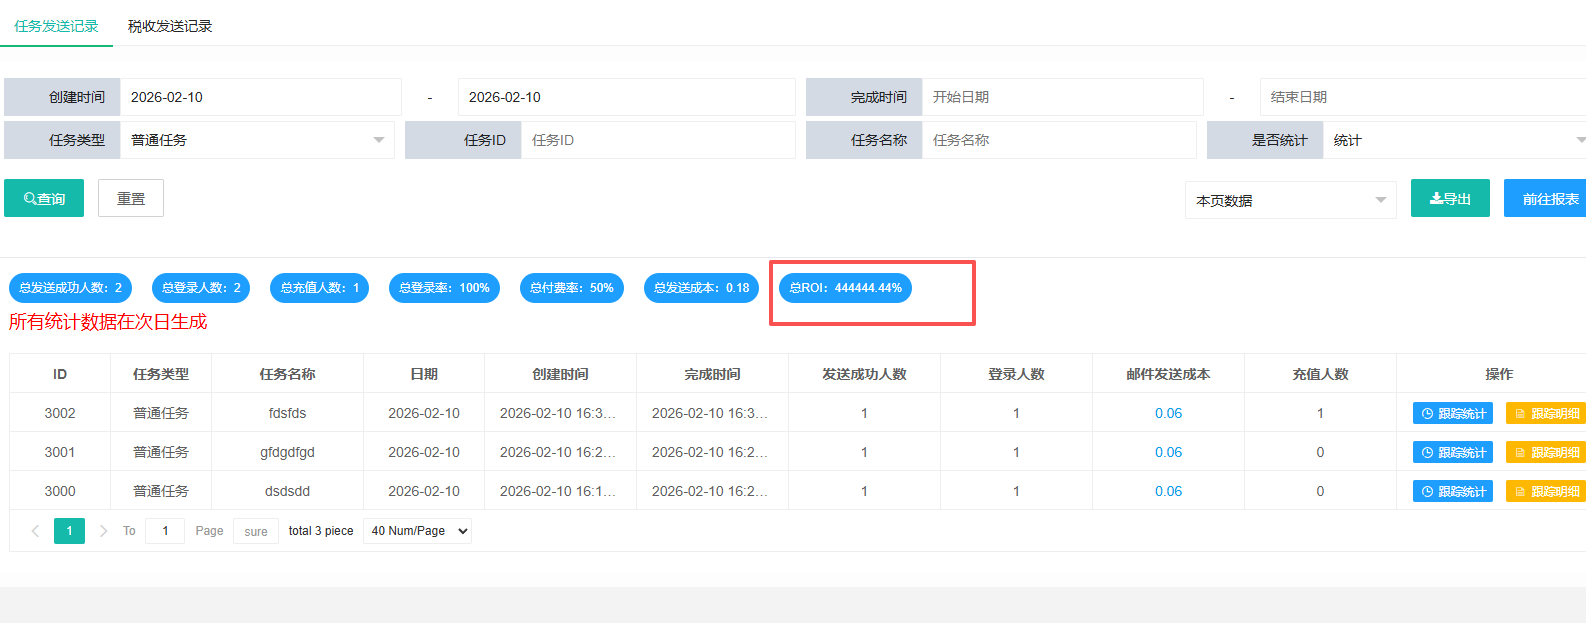 任务发送记录 税收发送记录
创建时间 2026-02-10 - 2026-02-10 完成时间 开始日期 - 结束日期
任务类型 普通任务 任务ID 任务ID 任务名称 任务名称 是否统计 统计
查询 重置 本页数据 导出 前往报表
总发送成功人数：2 总登录人数：2 总充值人数：1 总登录率：100% 总付费率：50% 总发送成本：0.18 总ROI：444444.44%
所有统计数据在次日生成
ID 任务类型 任务名称 日期 创建时间 完成时间 发送成功人数 登录人数 邮件发送成本 充值人数 操作
3002 普通任务 fdsfds 2026-02-10 2026-02-10 16:3... 2026-02-10 16:3... 1 1 0.06 1 跟踪统计 跟踪明细
3001 普通任务 gfdgdfgd 2026-02-10 2026-02-10 16:2... 2026-02-10 16:2... 1 1 0.06 0 跟踪统计 跟踪明细
3000 普通任务 dsdsdd 2026-02-10 2026-02-10 16:1... 2026-02-10 16:2... 1 1 0.06 0 跟踪统计 跟踪明细
1 To 1 Page sure total 3 piece 40 Num/Page